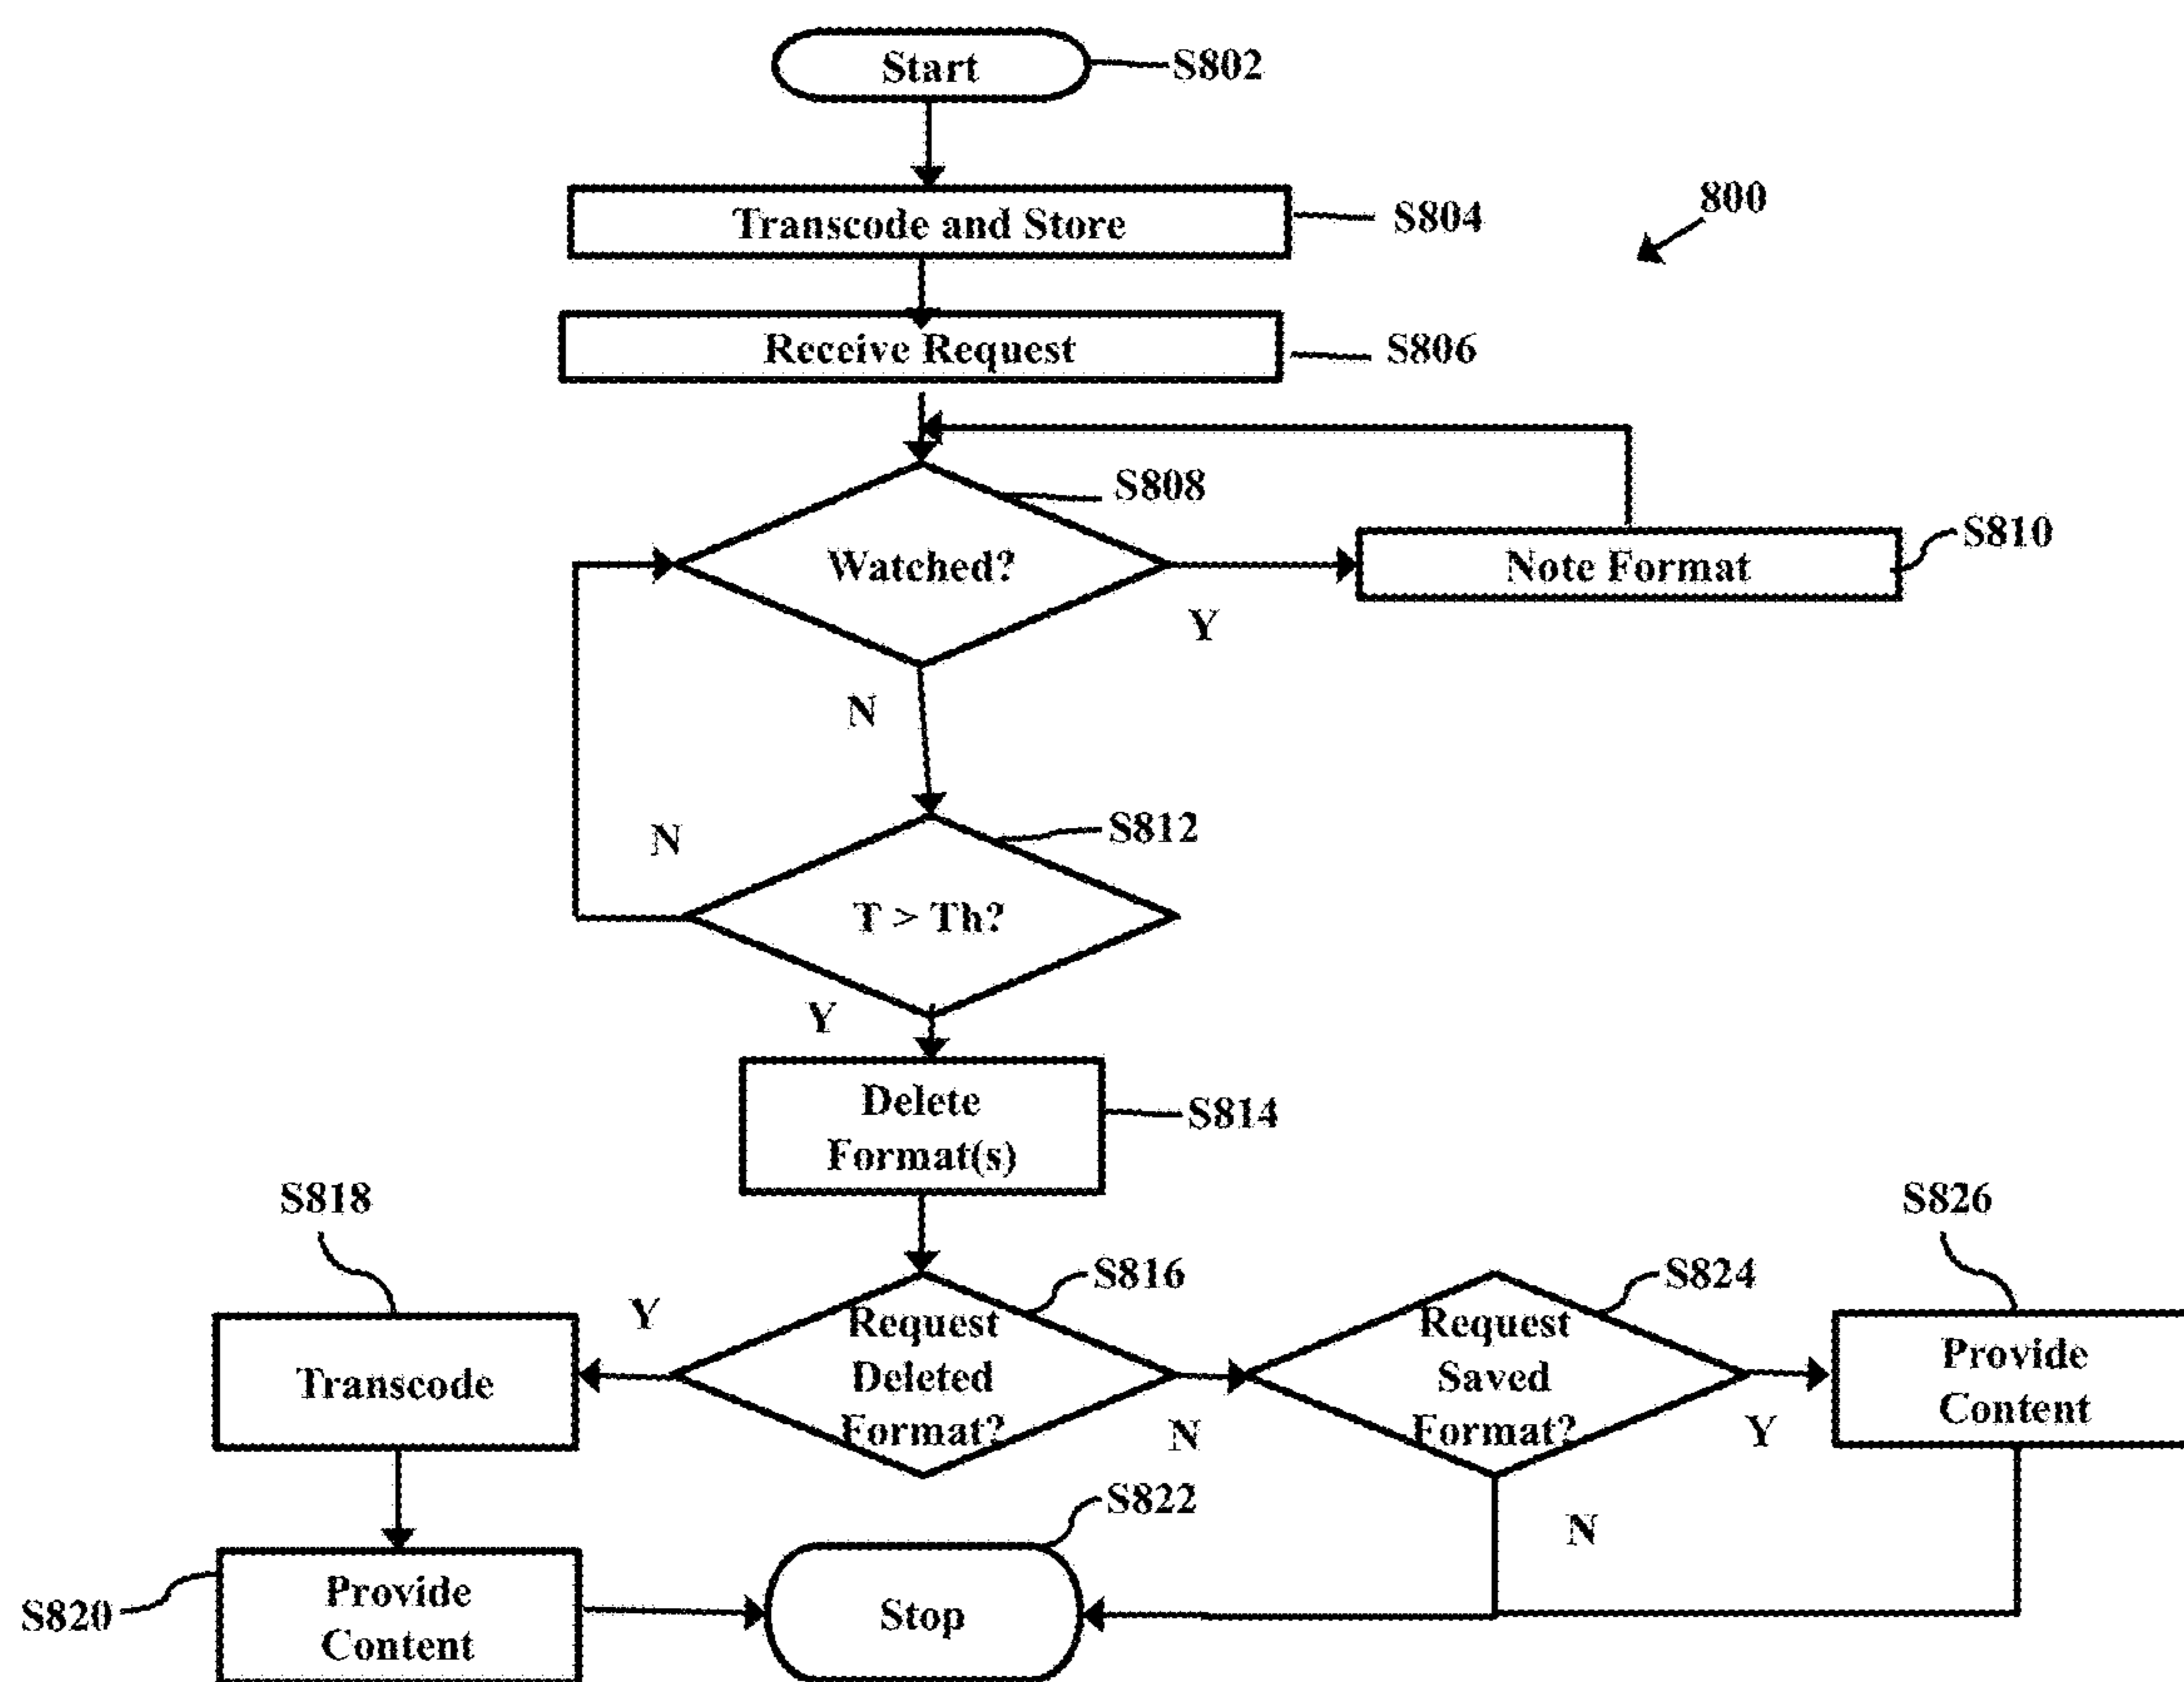 Start
S802
Transcode and Store
S804
800
Receive Request
S806
S808
Watched?
Y
Note Format
S810
N
N
S812
T > Th?
Y
Delete
Format(s)
S814
S818
S816
S824
S826
Transcode
Y
Request
Deleted
Format?
N
Request
Saved
Format?
Y
Provide
Content
S822
N
S820
Provide
Content
Stop